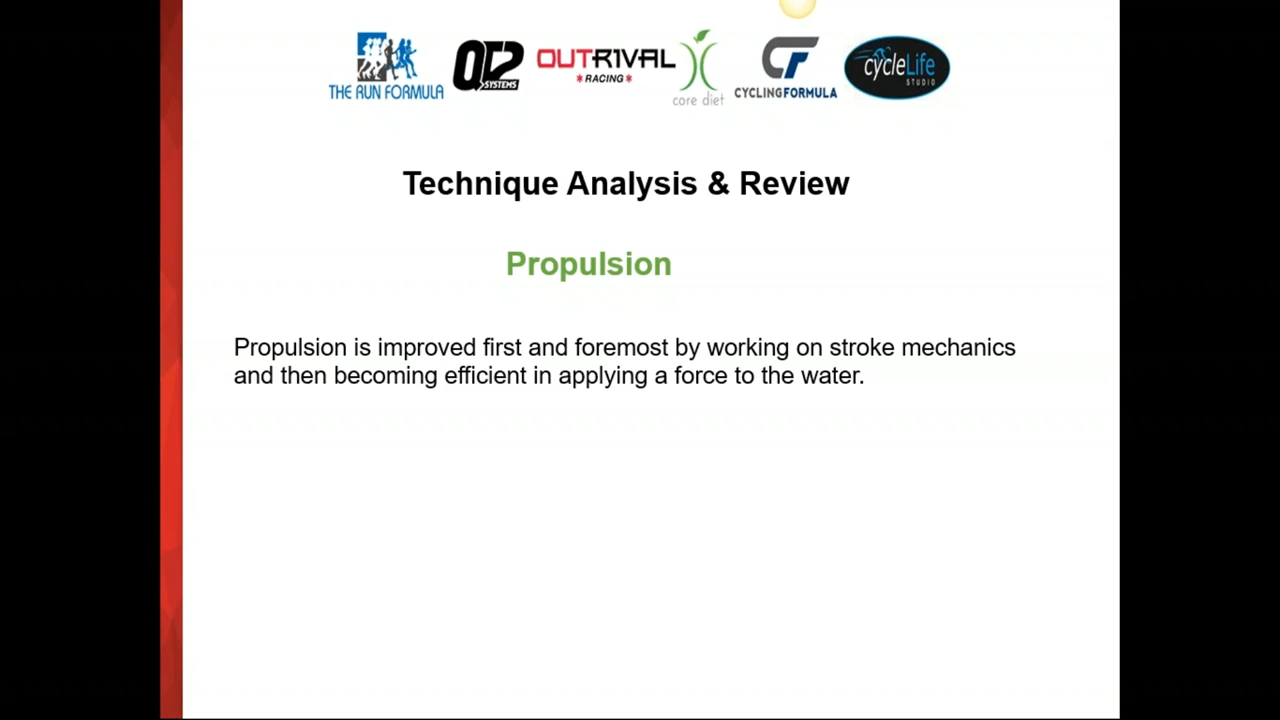 THE RUN FORMULA
QT2
SYSTEMS
OUTRIVAL
RACING
core diet
CYCLINGFORMULA
cycleLife
STUDIO
Technique Analysis & Review
Propulsion
Propulsion is improved first and foremost by working on stroke mechanics
and then becoming efficient in applying a force to the water.